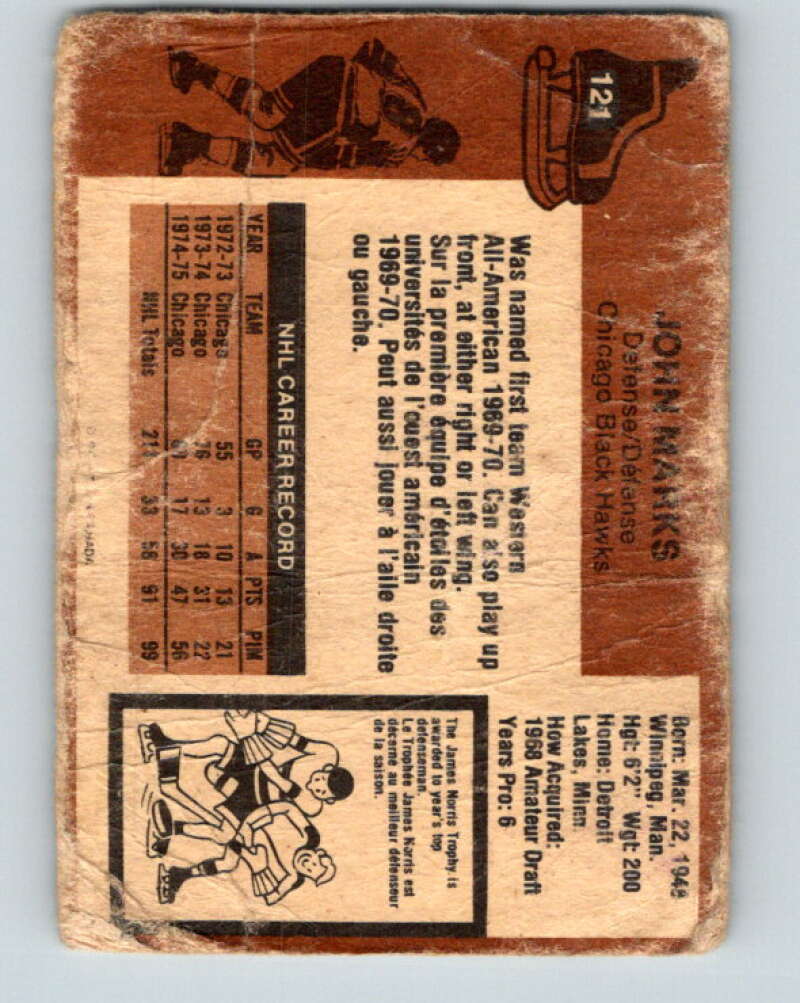 121
JOHN MARKS
Defense/Défense
Chicago Black Hawks
Born: Mar. 22, 1948
Winnipeg, Man.
Hgt: 6'2" Wgt: 200
Home: Detroit
Lakes, Minn.
How Acquired:
1968 Amateur Draft
Years Pro: 6
Was named first team Western
All-American 1969-70. Can also play up
front, at either right or left wing.
Sur la première équipe d'étoiles des
universités de l'ouest américain
1969-70. Peut aussi jouer à l'aile droite
ou gauche.
NHL CAREER RECORD
YEAR TEAM GP G A PTS PIM
1972-73 Chicago 55 3 10 13 21
1973-74 Chicago 76 13 18 31 22
1974-75 Chicago 17 30 47 56
NHL Totals 33 58 91 99
The James Norris Trophy is
awarded to year's top
defenseman.
Le Trophée James Norris est
décerné au meilleur défenseur
de la saison.